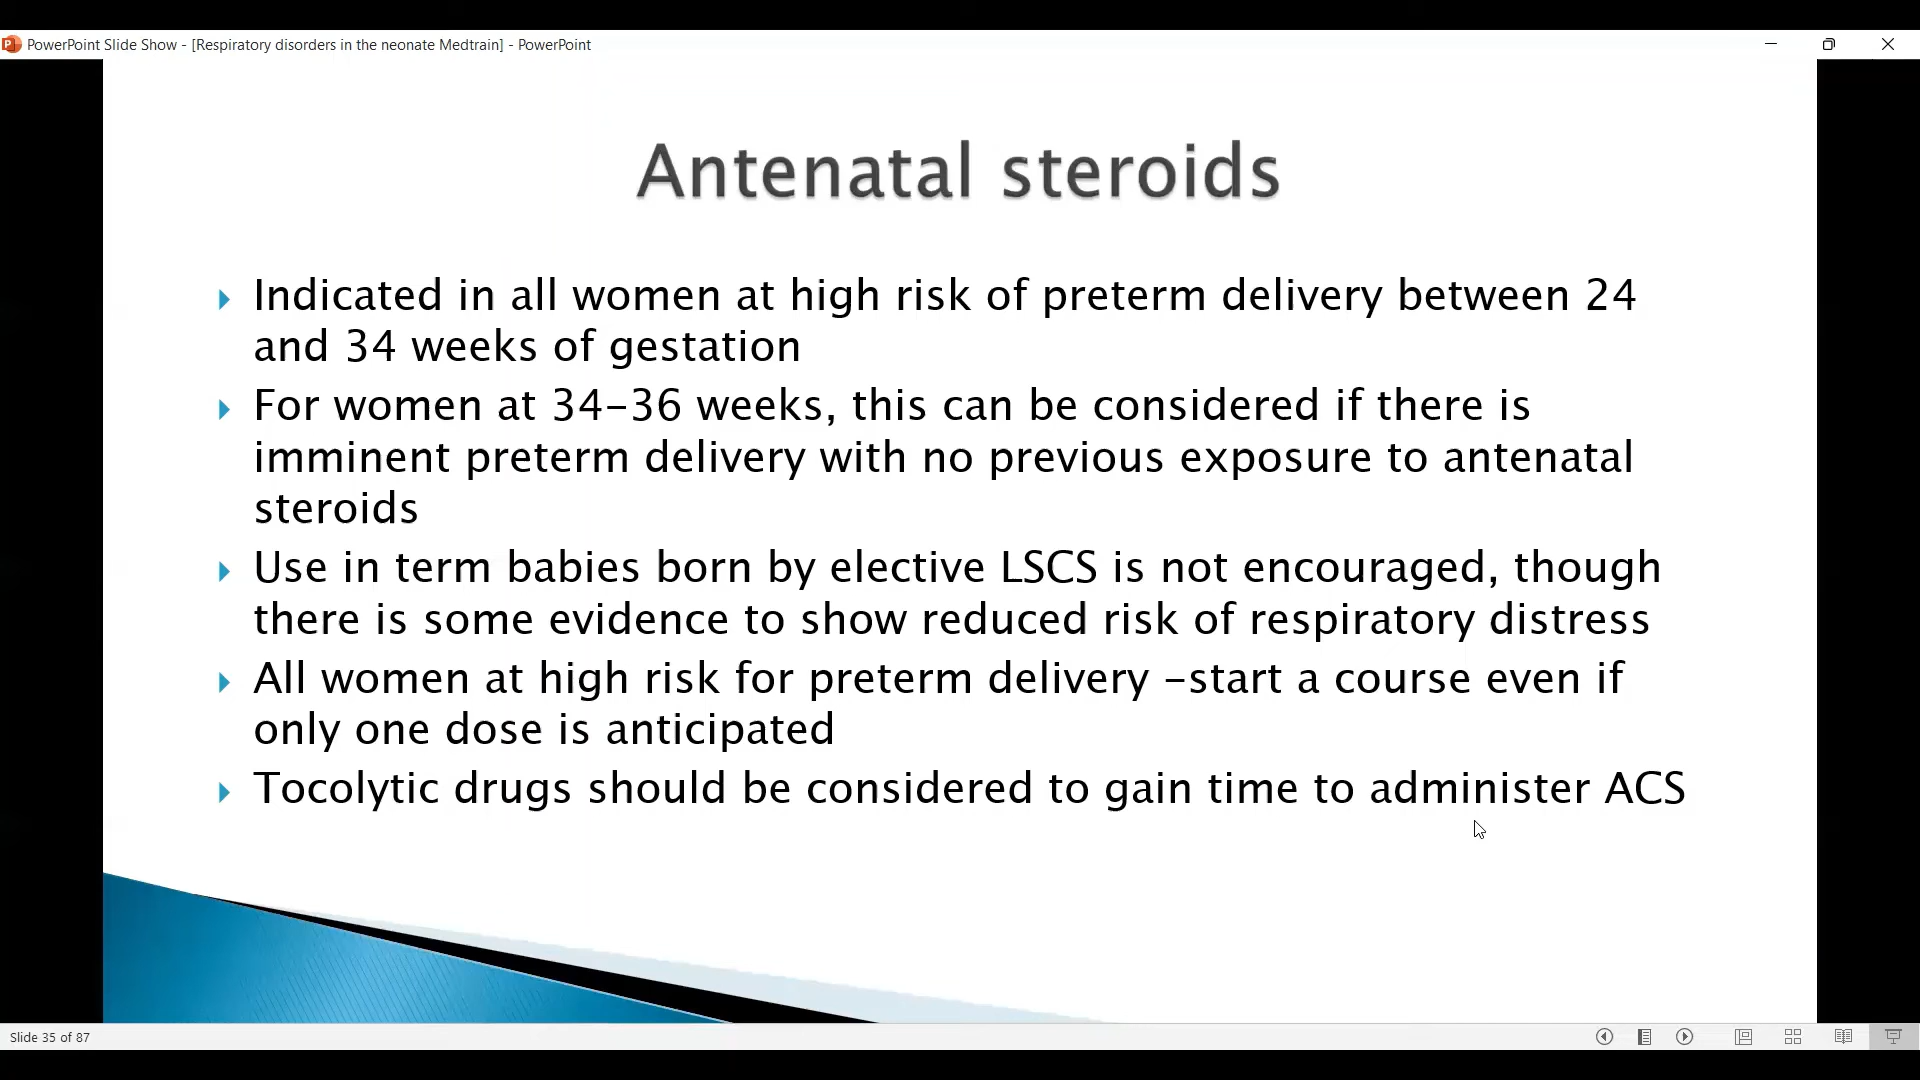 PowerPoint Slide Show - [Respiratory disorders in the neonate Medtrain] - PowerPoint
Antenatal steroids
Indicated in all women at high risk of preterm delivery between 24
and 34 weeks of gestation
For women at 34-36 weeks, this can be considered if there is
imminent preterm delivery with no previous exposure to antenatal
steroids
Use in term babies born by elective LSCS is not encouraged, though
there is some evidence to show reduced risk of respiratory distress
All women at high risk for preterm delivery -start a course even if
only one dose is anticipated
Tocolytic drugs should be considered to gain time to administer ACS
Slide 35 of 87